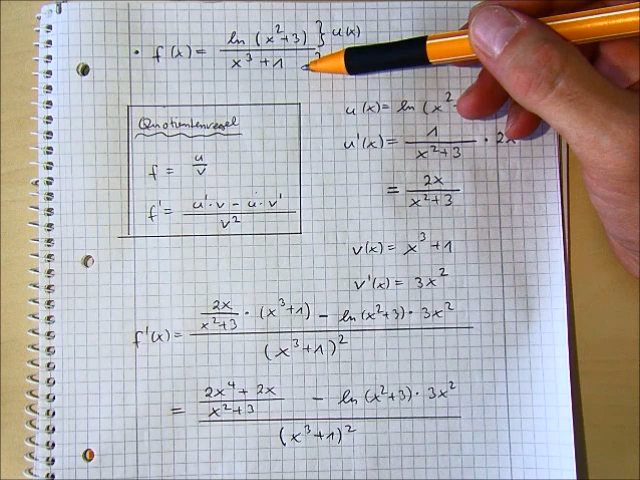 • f(x) = ln (x²+3) / x³+1 } u(x)
Quotientenregel
f = u/v
f' = u'·v − u·v' / v²
u(x) = ln (x²
u'(x) = 1 / x²+3 · 2x
= 2x / x²+3
v(x) = x³+1
v'(x) = 3x²
f'(x) = 2x / x²+3 · (x³+1) − ln(x²+3) · 3x² / (x³+1)²
= 2x⁴ + 2x / x²+3 − ln(x²+3) · 3x² / (x³+1)²